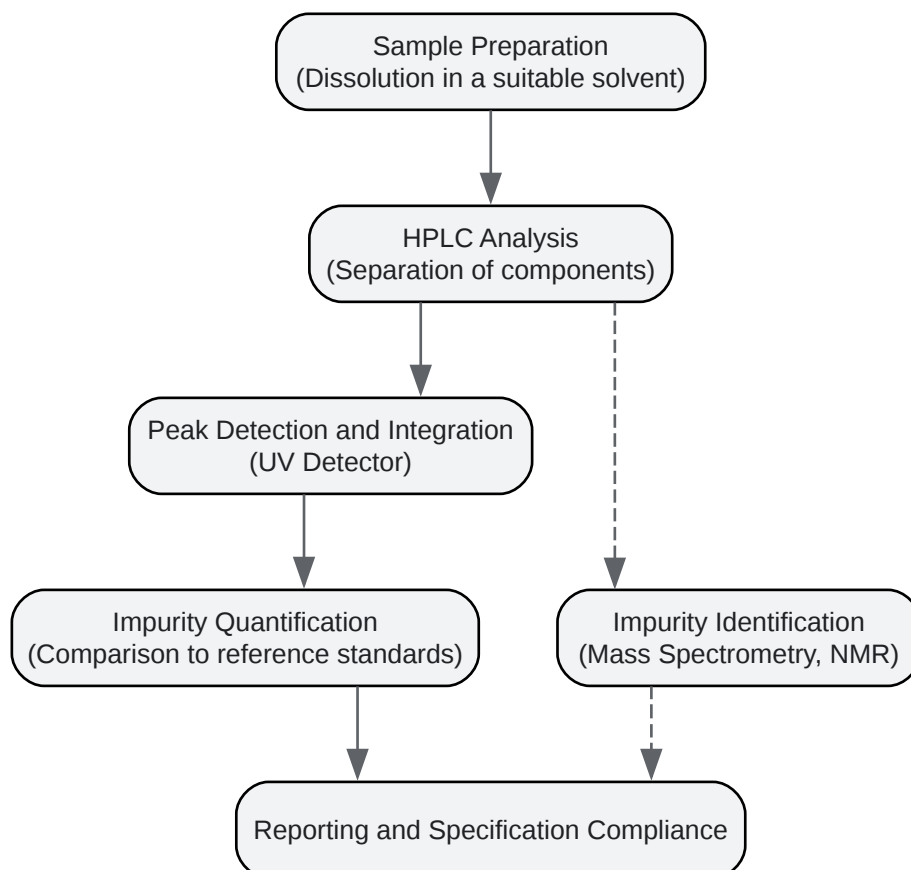 Sample Preparation
(Dissolution in a suitable solvent)
HPLC Analysis
(Separation of components)
Peak Detection and Integration
(UV Detector)
Impurity Quantification
(Comparison to reference standards)
Impurity Identification
(Mass Spectrometry, NMR)
Reporting and Specification Compliance